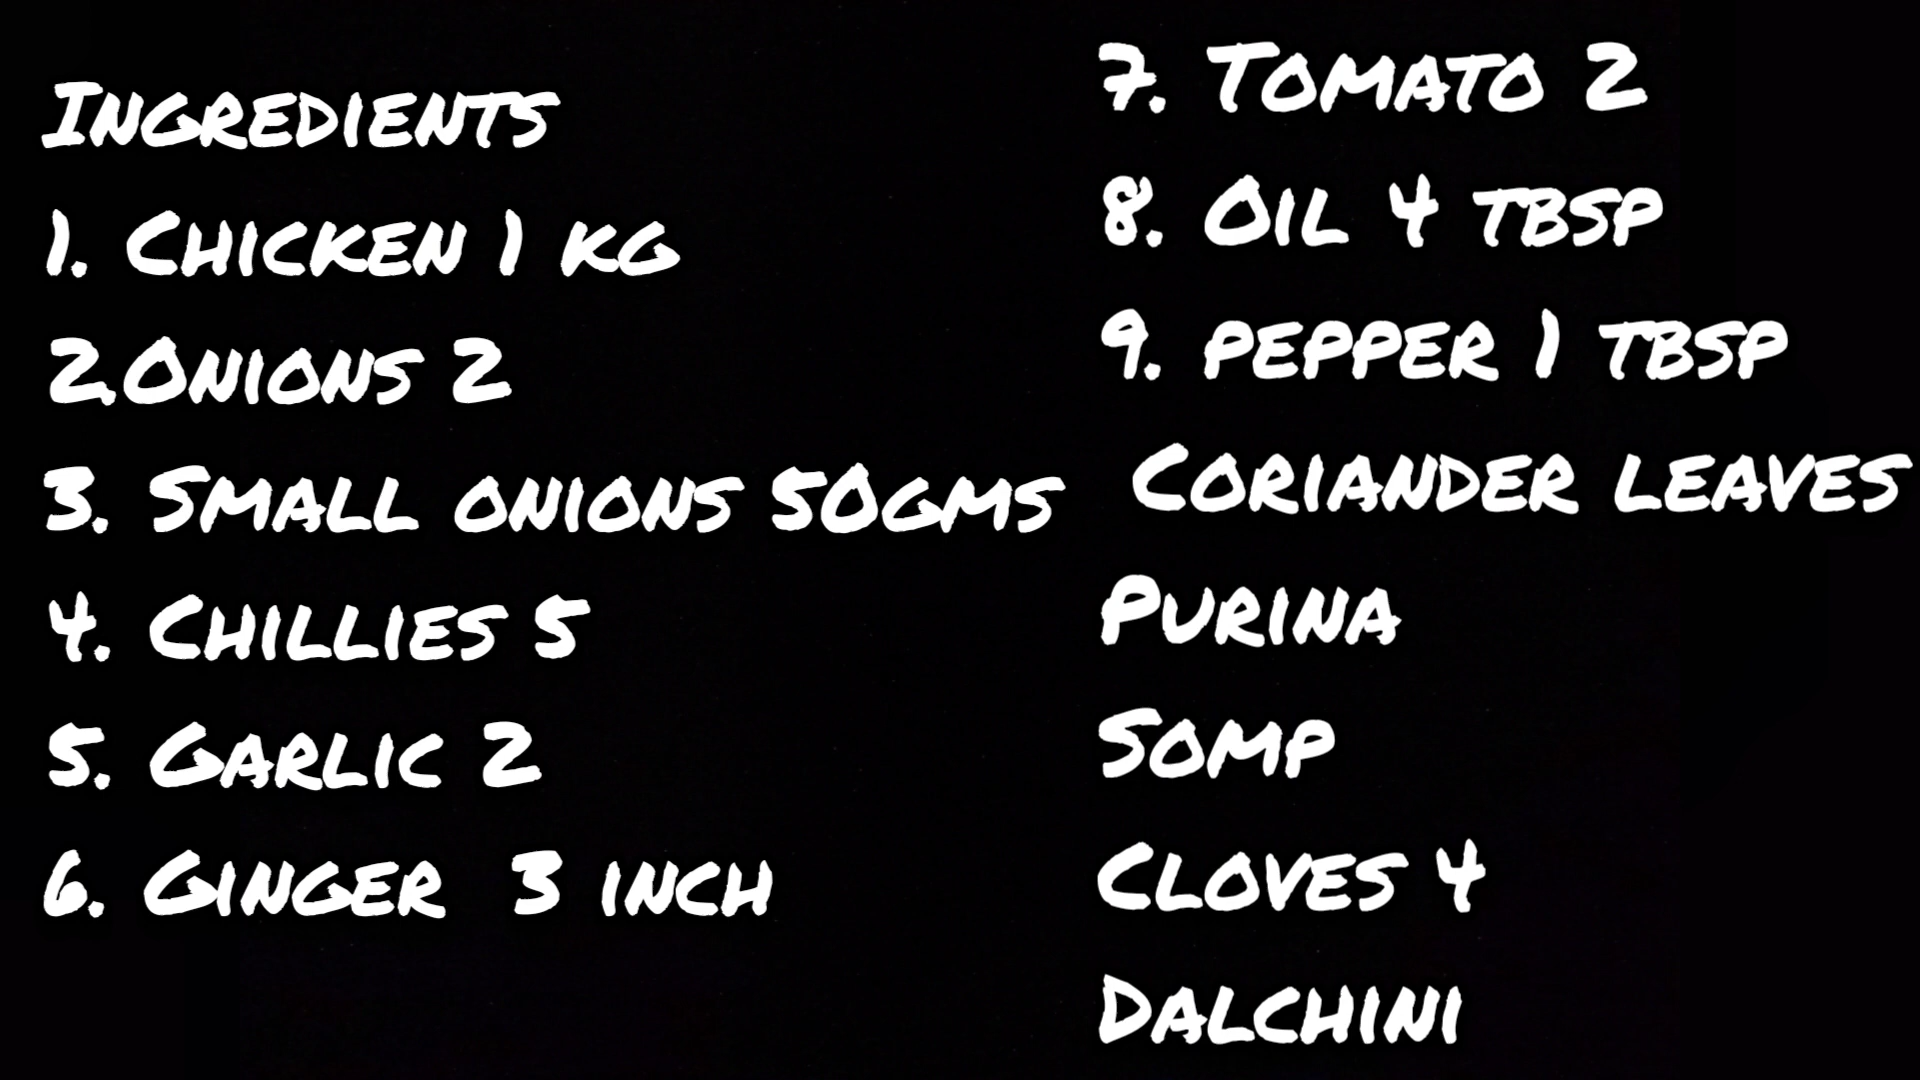 Ingredients
1. Chicken 1 kg
2.Onions 2
3. Small onions 50gms
4. Chillies 5
5. Garlic 2
6. Ginger  3 inch
7. Tomato 2
8. Oil 4 tbsp
9. pepper 1 tbsp
Coriander leaves
Purina
Somp
Cloves 4
Dalchini